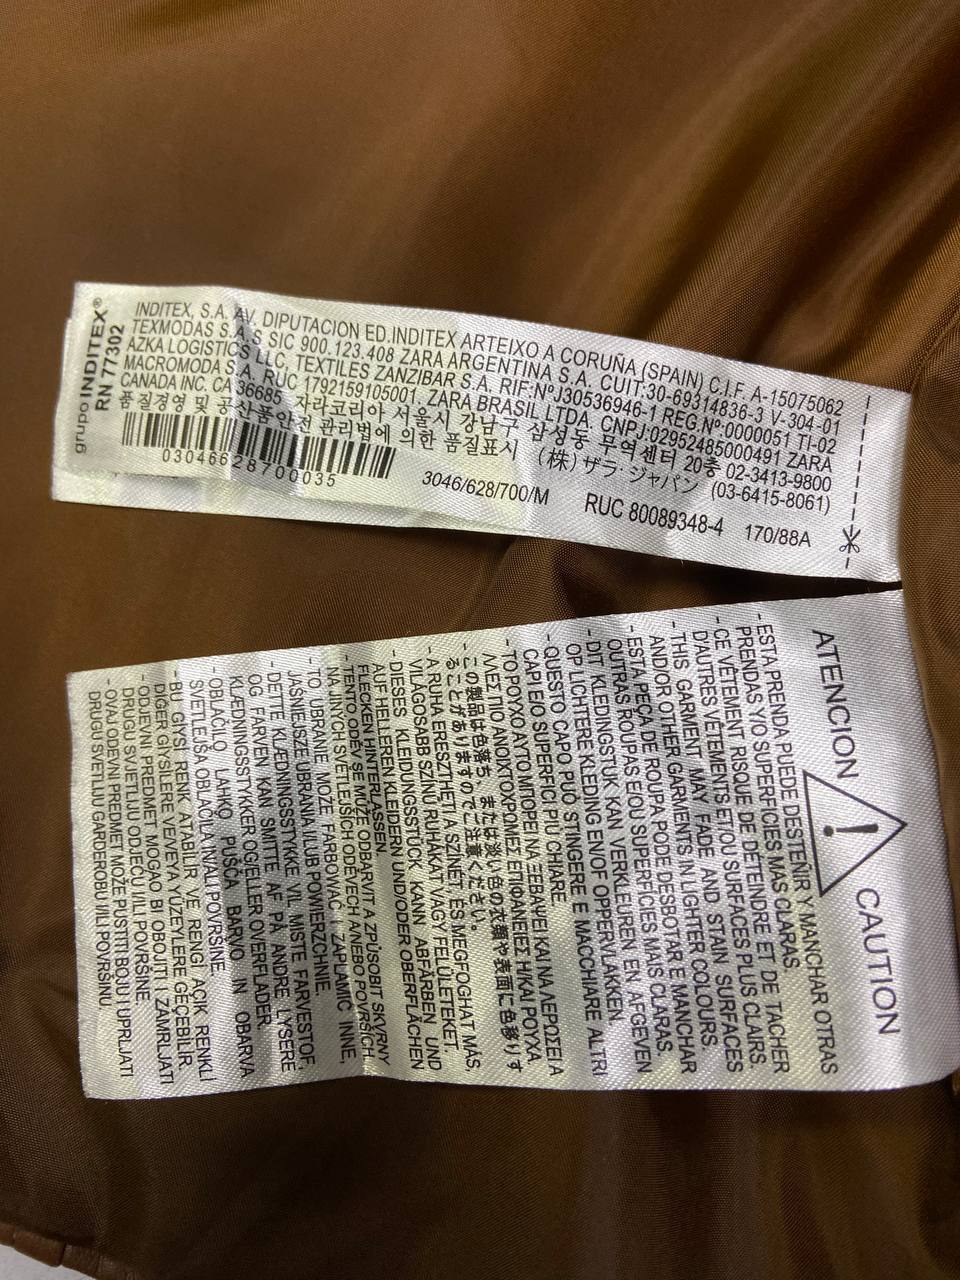 grupo INDITEX®
RN 77302
INDITEX, S.A. AV. DIPUTACION ED.INDITEX ARTEIXO A CORUÑA (SPAIN) C.I.F. A-15075062
TEXMODAS S.A.S SIC 900.123.408 ZARA ARGENTINA S.A. CUIT:30-69314836-3 V-304-01
AZKA LOGISTICS LLC, TEXTILES ZANZIBAR S.A. RIF:Nº J30536946-1 REG.Nº:0000051 TI-02
MACROMODA S.A. RUC 1792159105001. ZARA BRASIL LTDA. CNPJ:02952485000491 ZARA
CANADA INC. CA 36685 자라코리아 서울시 강남구 삼성동 무역센터 20층 02-3413-9800
품질경영 및 공산품안전 관리법에 의한 품질표시 (株) ザラ・ジャパン (03-6415-8061)
03046628700035
3046/628/700/M RUC 80089348-4 170/88A
ATENCION ! CAUTION
- ESTA PRENDA PUEDE DESTEÑIR Y MANCHAR OTRAS
PRENDAS Y/O SUPERFICIES MÁS CLARAS.
- CE VÊTEMENT RISQUE DE DÉTEINDRE ET DE TACHER
D'AUTRES VÊTEMENTS ET/OU SURFACES PLUS CLAIRS.
- THIS GARMENT MAY FADE AND STAIN SURFACES
AND/OR OTHER GARMENTS IN LIGHTER COLOURS.
- ESTA PEÇA DE ROUPA PODE DESBOTAR E MANCHAR
OUTRAS ROUPAS E/OU SUPERFÍCIES MAIS CLARAS.
- DIT KLEDINGSTUK KAN VERKLEUREN EN AFGEVEN
OP LICHTERE KLEDING EN/OF OPPERVLAKKEN.
- QUESTO CAPO PUÒ STINGERE E MACCHIARE ALTRI
CAPI E/O SUPERFICI PIÙ CHIARE.
- ΤΟ ΡΟΥΧΟ ΑΥΤΟ ΜΠΟΡΕΙ ΝΑ ΞΕΒΑΨΕΙ ΚΑΙ ΝΑ ΛΕΡΩΣΕΙ Α
ΛΛΕΣ ΠΙΟ ΑΝΟΙΚΤΟΧΡΩΜΕΣ ΕΠΙΦΑΝΕΙΕΣ Η/ΚΑΙ ΡΟΥΧΑ.
- この製品は色落ち、または淡い色の衣類や表面に色移りす
ることがありますのでご注意ください。
- A RUHA ERESZTHETI A SZÍNÉT ÉS MEGFOGHAT MÁS,
VILÁGOSABB SZÍNŰ RUHÁKAT VAGY FELÜLETEKET.
- DIESES KLEIDUNGSSTÜCK KANN ABFÄRBEN UND
AUF HELLEREN KLEIDERN UND/ODER OBERFLÄCHEN
FLECKEN HINTERLASSEN.
- TENTO ODĚV SE MŮŽE ODBARVIT A ZPŮSOBIT SKVRNY
NA JINÝCH SVĚTLEJŠÍCH ODĚVECH A/NEBO POVRŠÍCH.
- TO UBRANIE MOŻE FARBOWAĆ I ZAPLAMIĆ INNE,
JAŚNIEJSZE UBRANIA I/LUB POWIERZCHNIE.
- DETTE KLÆDNINGSSTYKKE VIL MISTE FARVESTOF,
OG FARVEN KAN SMITTE AF PÅ ANDRE LYSERE
KLÆDNINGSSTYKKER OG/ELLER OVERFLADER.
- OBLAČILO LAHKO PUŠČA BARVO IN OBARVA
SVETLEJŠA OBLAČILA IN/ALI POVRŠINE.
- BU GİYSİ RENK ATABİLİR VE RENGİ AÇIK RENKLİ
DİĞER GİYSİLERE VE/VEYA YÜZEYLERE GEÇEBİLİR.
- ODJEVNI PREDMET MOGAO BI OBOJITI I ZAMRLJATI
DRUGU SVJETLIJU ODJEĆU I/ILI POVRŠINE.
- OVAJ ODEVNI PREDMET MOŽE PUSTITI BOJU I UPRLJATI
DRUGU SVETLIJU GARDEROBU I/ILI POVRŠINU.